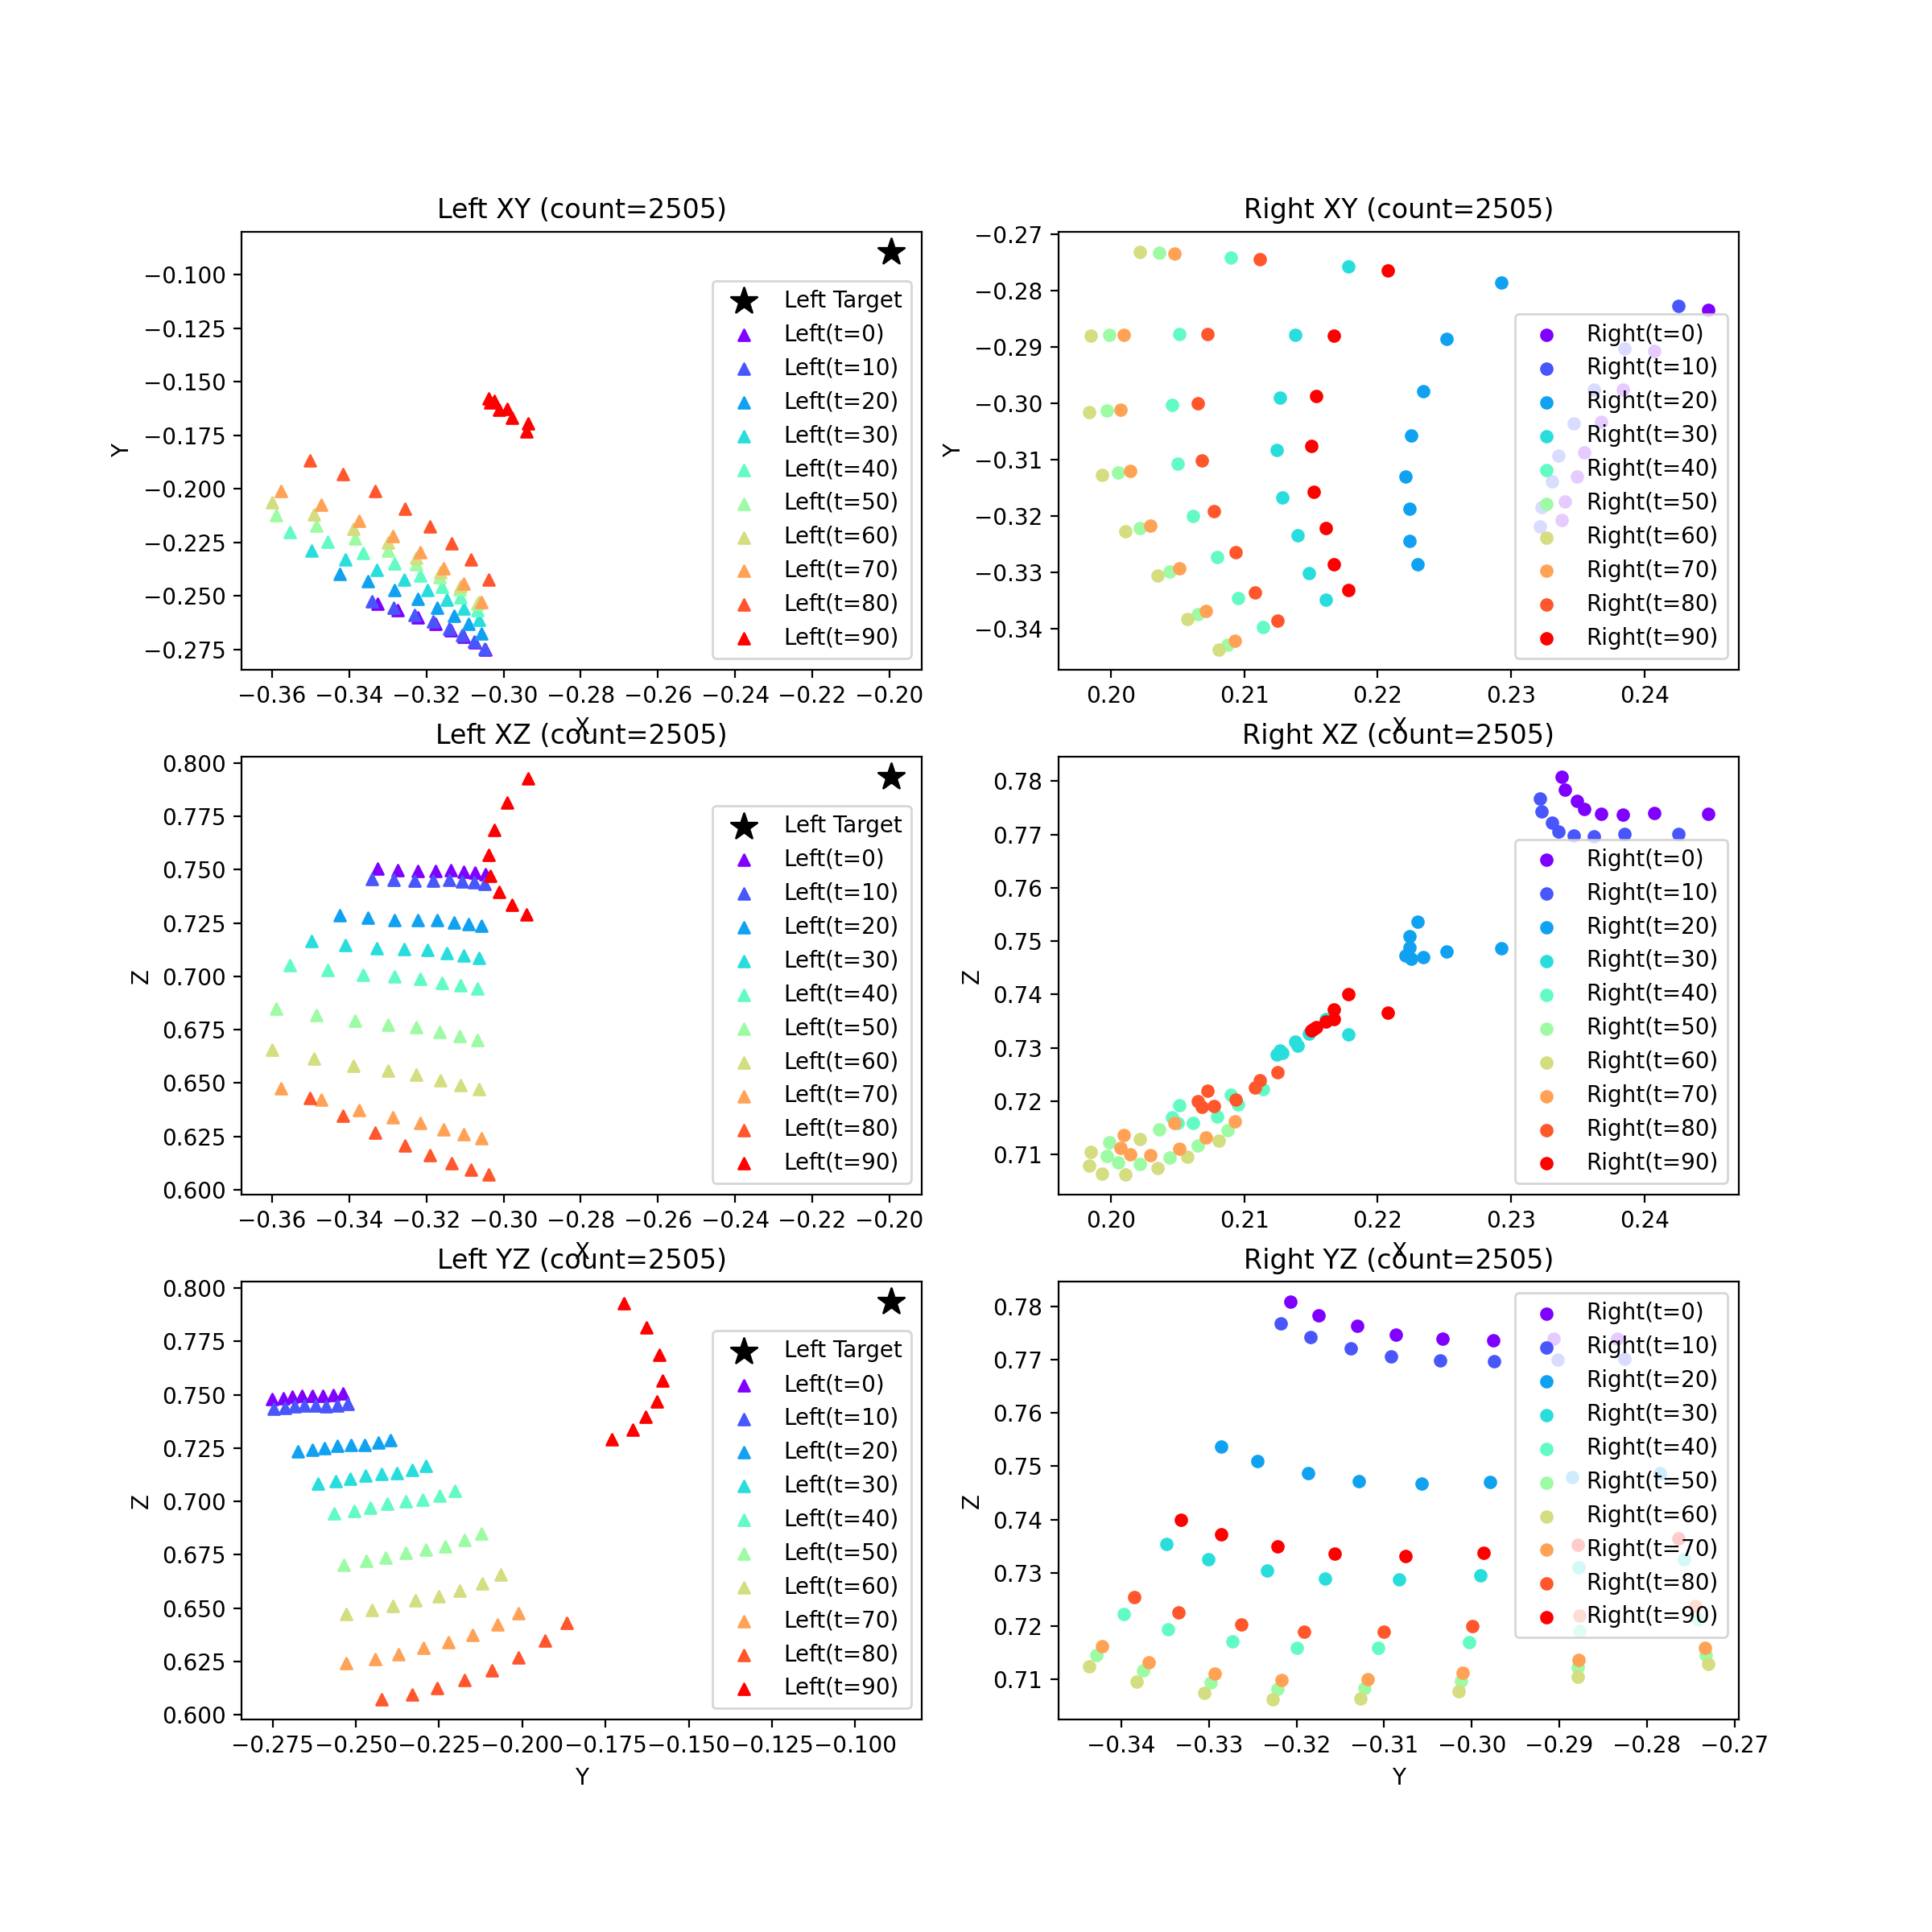 Left XY (count=2505)
−0.100
−0.125
−0.150
−0.175
−0.200
−0.225
−0.250
−0.275
Y
−0.36 −0.34 −0.32 −0.30 −0.28 −0.26 −0.24 −0.22 −0.20
X
Left Target
Left(t=0)
Left(t=10)
Left(t=20)
Left(t=30)
Left(t=40)
Left(t=50)
Left(t=60)
Left(t=70)
Left(t=80)
Left(t=90)
Right XY (count=2505)
−0.27
−0.28
−0.29
−0.30
−0.31
−0.32
−0.33
−0.34
Y
0.20 0.21 0.22 0.23 0.24
X
Right(t=0)
Right(t=10)
Right(t=20)
Right(t=30)
Right(t=40)
Right(t=50)
Right(t=60)
Right(t=70)
Right(t=80)
Right(t=90)
Left XZ (count=2505)
0.800
0.775
0.750
0.725
0.700
0.675
0.650
0.625
0.600
Z
−0.36 −0.34 −0.32 −0.30 −0.28 −0.26 −0.24 −0.22 −0.20
X
Left Target
Left(t=0)
Left(t=10)
Left(t=20)
Left(t=30)
Left(t=40)
Left(t=50)
Left(t=60)
Left(t=70)
Left(t=80)
Left(t=90)
Right XZ (count=2505)
0.78
0.77
0.76
0.75
0.74
0.73
0.72
0.71
Z
0.20 0.21 0.22 0.23 0.24
X
Right(t=0)
Right(t=10)
Right(t=20)
Right(t=30)
Right(t=40)
Right(t=50)
Right(t=60)
Right(t=70)
Right(t=80)
Right(t=90)
Left YZ (count=2505)
0.800
0.775
0.750
0.725
0.700
0.675
0.650
0.625
0.600
Z
−0.275 −0.250 −0.225 −0.200 −0.175 −0.150 −0.125 −0.100
Y
Left Target
Left(t=0)
Left(t=10)
Left(t=20)
Left(t=30)
Left(t=40)
Left(t=50)
Left(t=60)
Left(t=70)
Left(t=80)
Left(t=90)
Right YZ (count=2505)
0.78
0.77
0.76
0.75
0.74
0.73
0.72
0.71
Z
−0.34 −0.33 −0.32 −0.31 −0.30 −0.29 −0.28 −0.27
Y
Right(t=0)
Right(t=10)
Right(t=20)
Right(t=30)
Right(t=40)
Right(t=50)
Right(t=60)
Right(t=70)
Right(t=80)
Right(t=90)